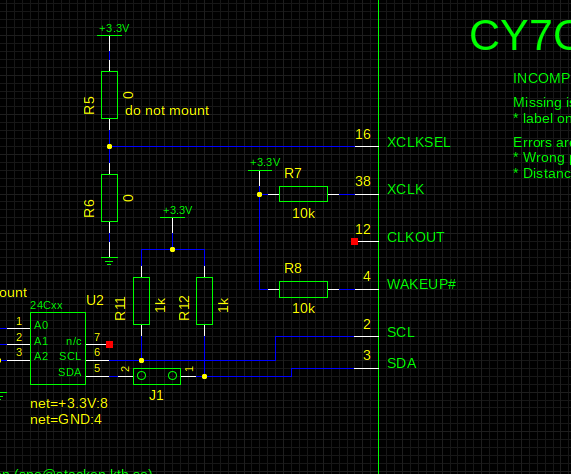 +3.3V
CY7C
R5
0
do not mount
INCOMP
Missing is
* label on
16
XCLKSEL
Errors are
* Wrong
* Distanc
+3.3V
R7
38
XCLK
R6
0
10k
+3.3V
12
CLKOUT
R8
4
WAKEUP#
10k
ount
24Cxx
U2
R11
1k
R12
1k
1
A0
2
A1
n/c
7
3
A2
SCL
6
SDA
5
2
SCL
3
SDA
2
1
J1
net=+3.3V:8
net=GND:4